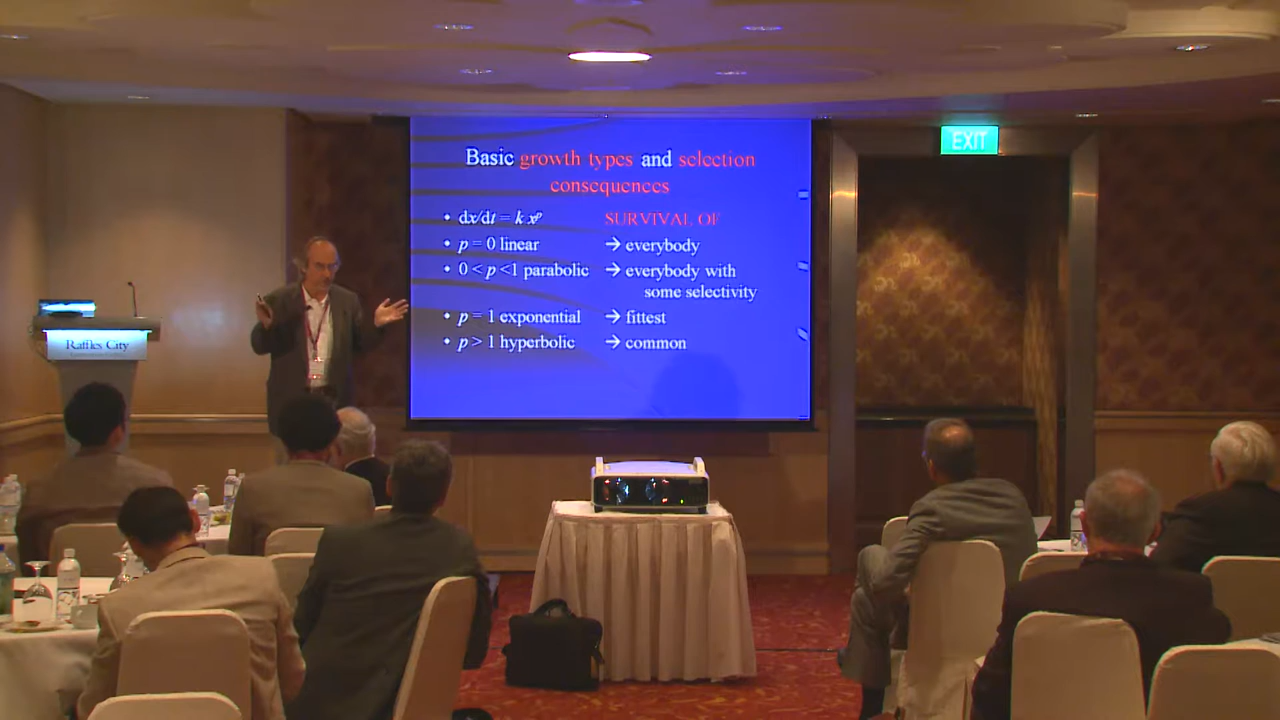 EXIT
Basic growth types and selection
consequences
• dx/dt = k xᵖ SURVIVAL OF
• p = 0 linear → everybody
• 0 < p <1 parabolic → everybody with
some selectivity
• p = 1 exponential → fittest
• p > 1 hyperbolic → common
Raffles City